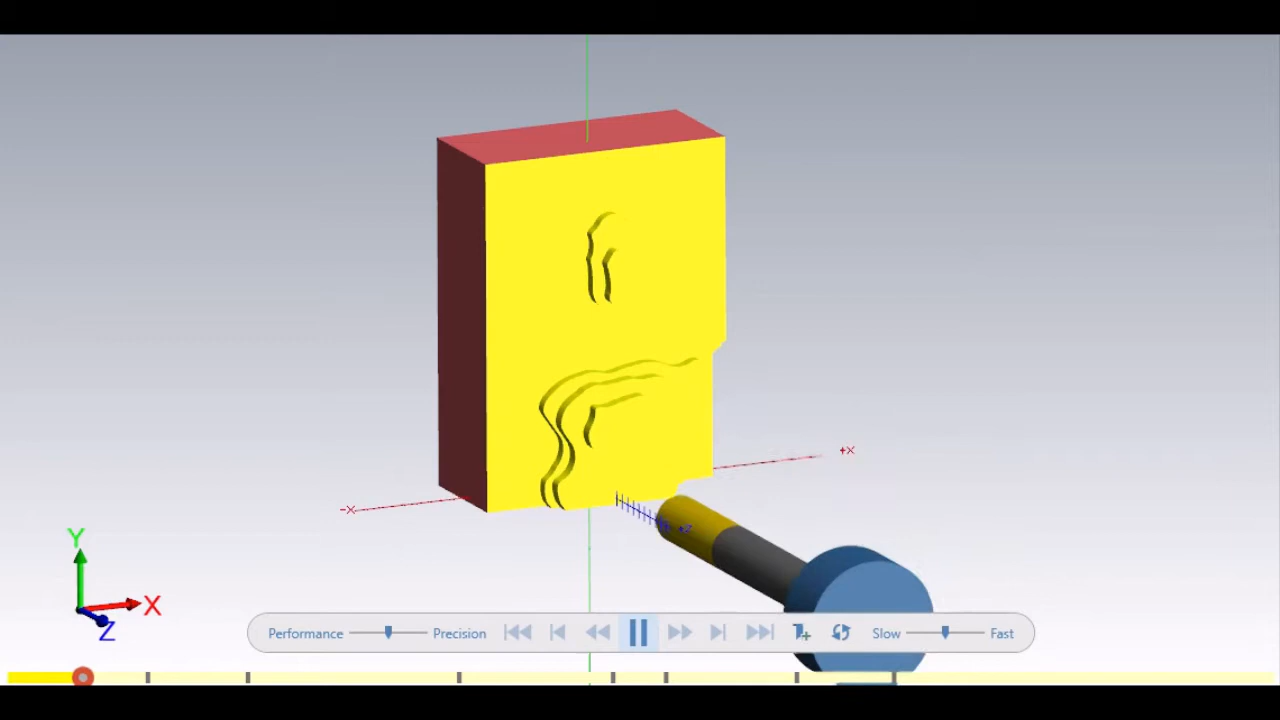 +X
-X
+Z
Y
X
Z
Performance Precision Slow Fast